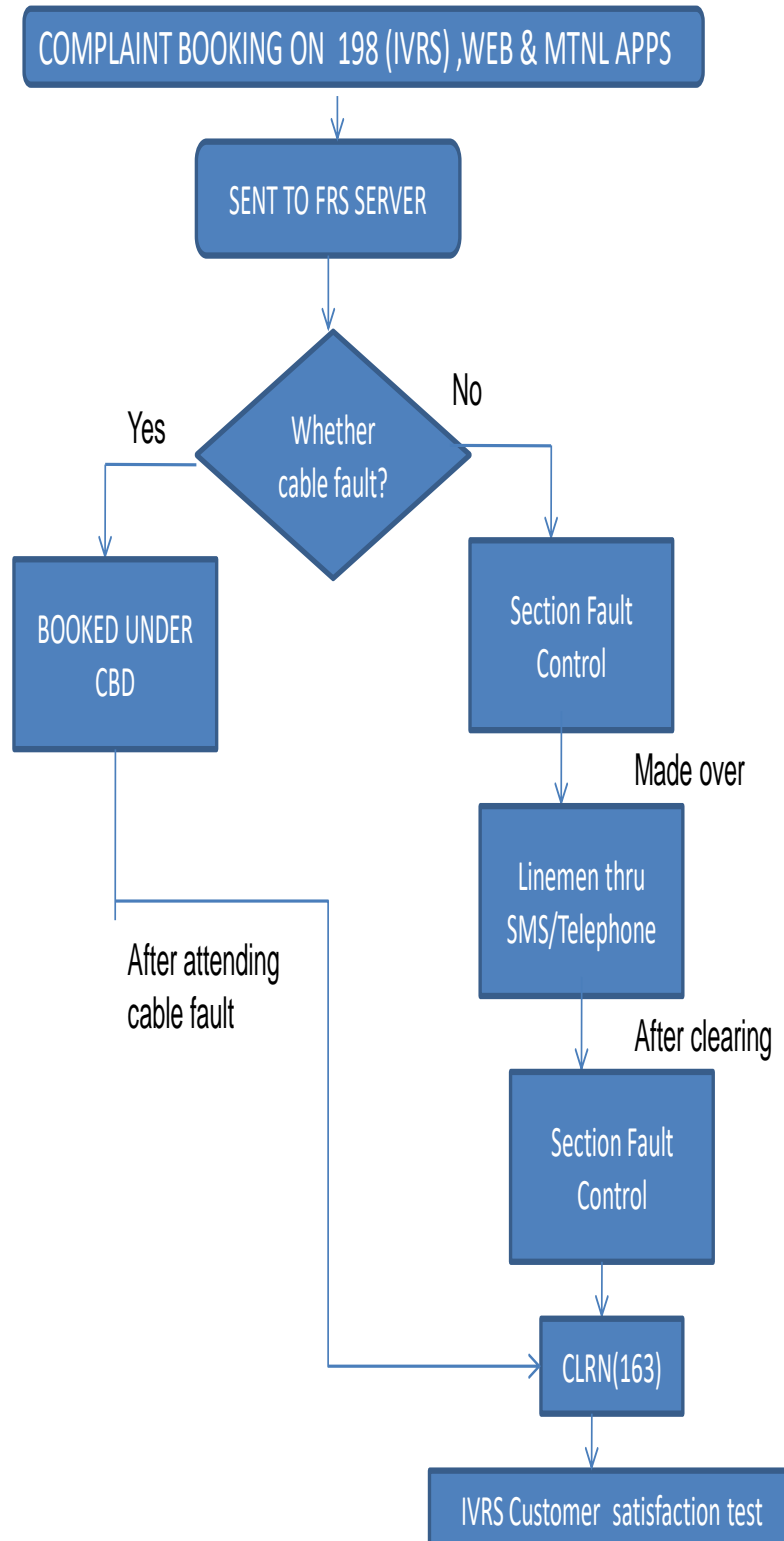 COMPLAINT BOOKING ON 198 (IVRS) ,WEB & MTNL APPS
SENT TO FRS SERVER
Whether
cable fault?
Yes
No
BOOKED UNDER
CBD
Section Fault
Control
Made over
Linemen thru
SMS/Telephone
After attending
cable fault
After clearing
Section Fault
Control
CLRN(163)
IVRS Customer satisfaction test